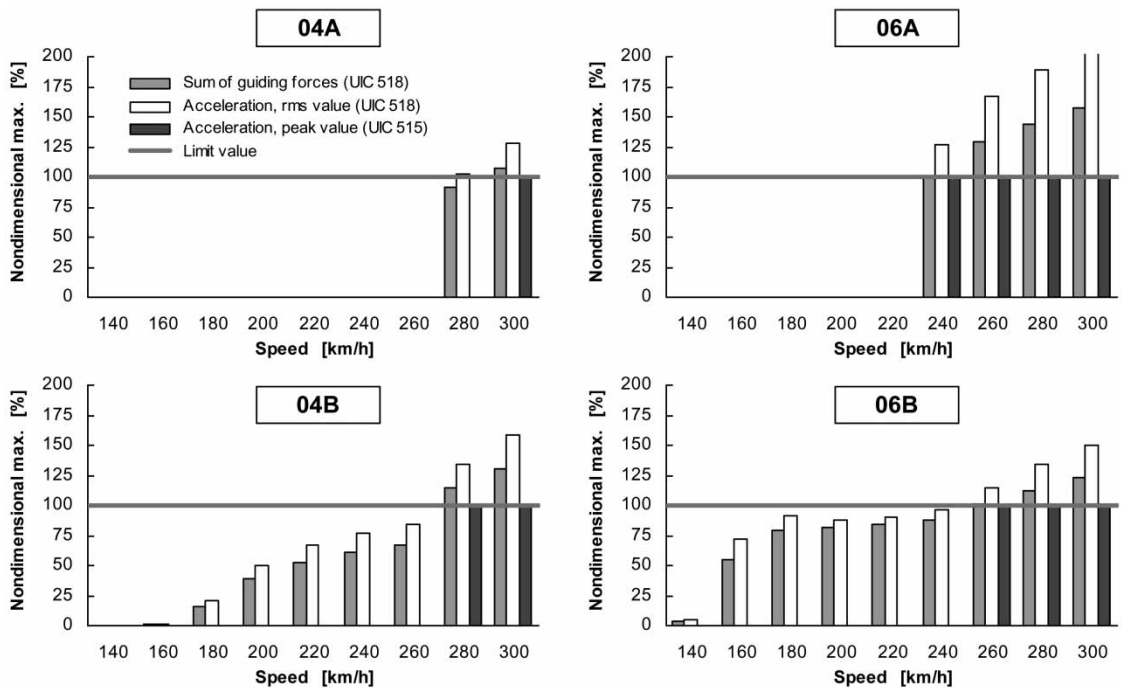 04A
Nondimensional max. [%]
200
175
150
125
100
75
50
25
0
Sum of guiding forces (UIC 518)
Acceleration, rms value (UIC 518)
Acceleration, peak value (UIC 515)
Limit value
140 160 180 200 220 240 260 280 300
Speed [km/h]
06A
Nondimensional max. [%]
200
175
150
125
100
75
50
25
0
140 160 180 200 220 240 260 280 300
Speed [km/h]
04B
Nondimensional max. [%]
200
175
150
125
100
75
50
25
0
140 160 180 200 220 240 260 280 300
Speed [km/h]
06B
Nondimensional max. [%]
200
175
150
125
100
75
50
25
0
140 160 180 200 220 240 260 280 300
Speed [km/h]